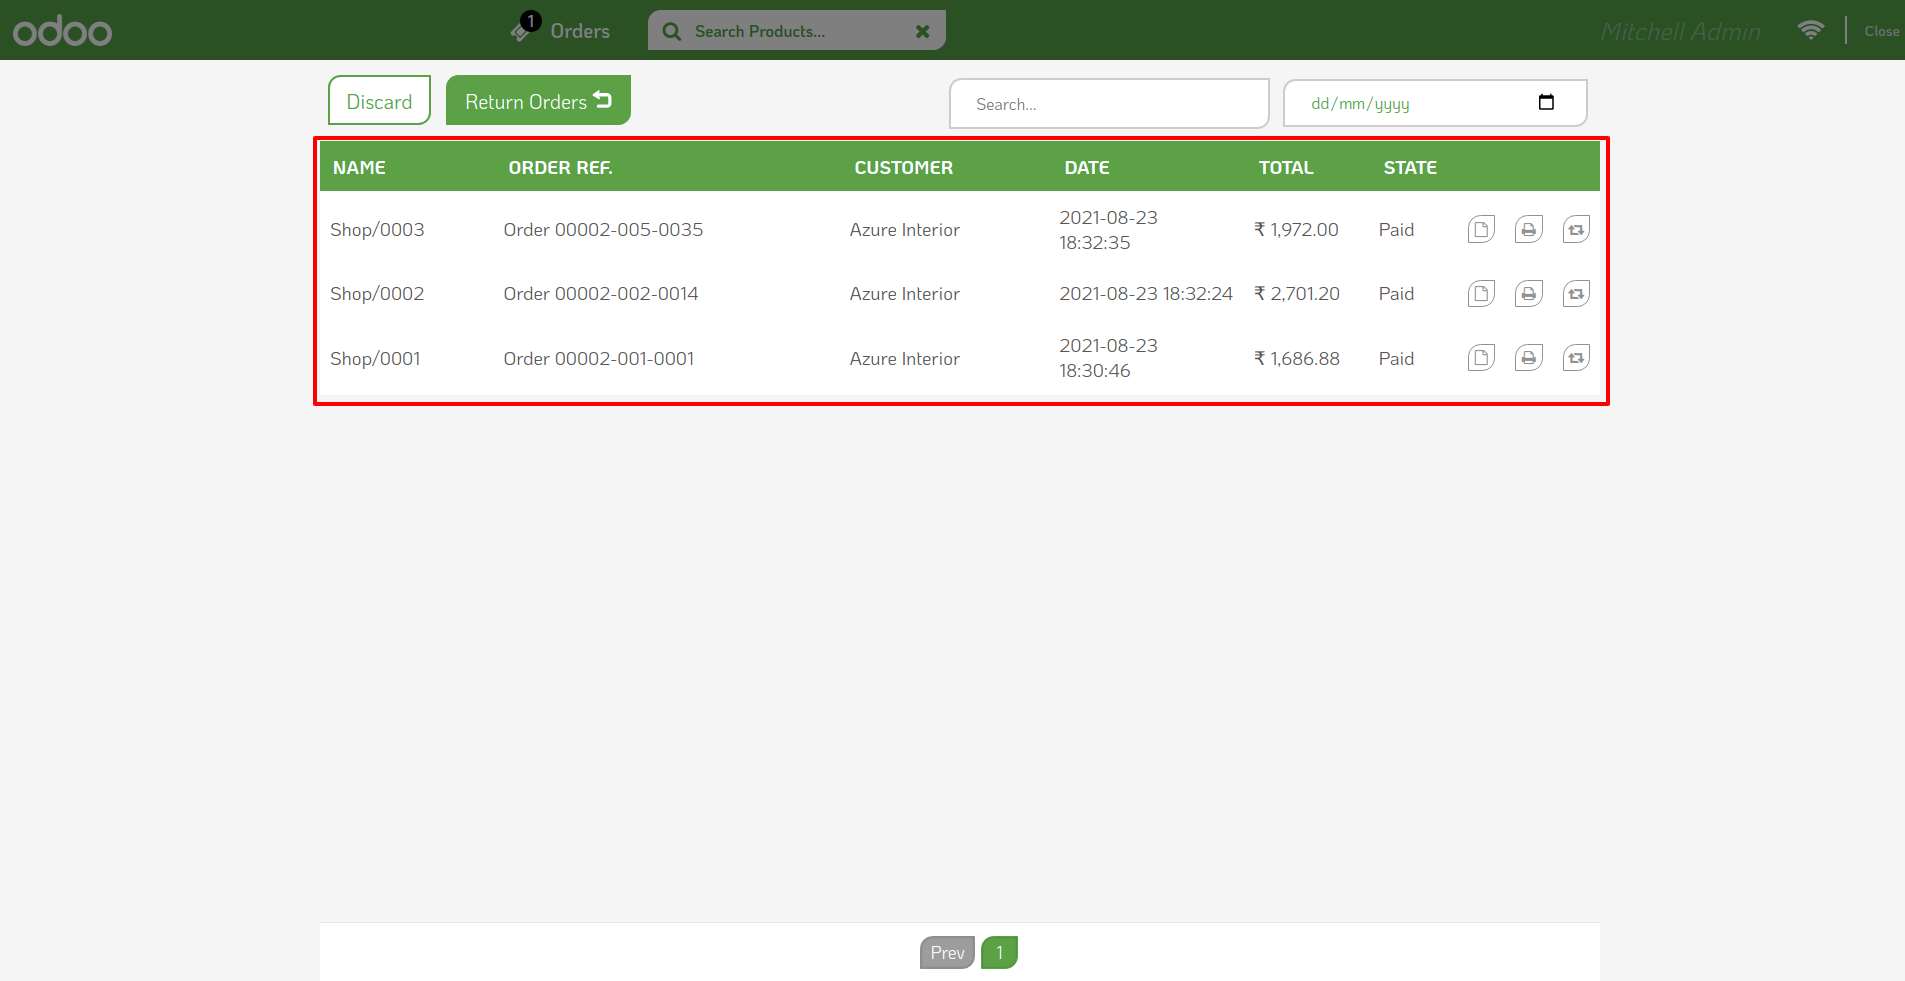 odoo
1
Orders
Search Products...
Mitchell Admin
Close
Discard
Return Orders
Search...
dd/mm/yyyy
NAME ORDER REF. CUSTOMER DATE TOTAL STATE
Shop/0003 Order 00002-005-0035 Azure Interior 2021-08-23 18:32:35 ₹ 1,972.00 Paid
Shop/0002 Order 00002-002-0014 Azure Interior 2021-08-23 18:32:24 ₹ 2,701.20 Paid
Shop/0001 Order 00002-001-0001 Azure Interior 2021-08-23 18:30:46 ₹ 1,686.88 Paid
Prev 1